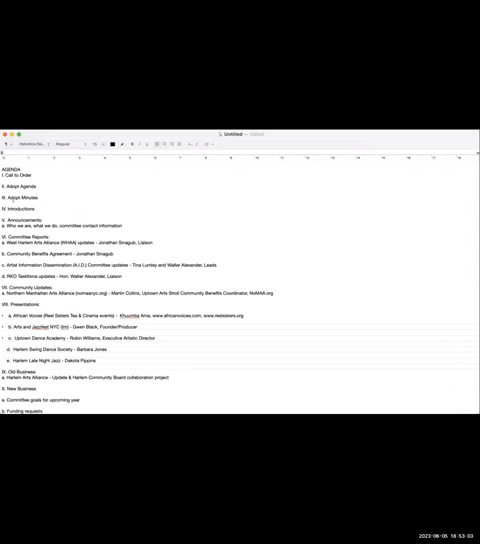 Untitled — Edited
Helvetica Ne...
Regular
AGENDA
I. Call to Order
II. Adopt Agenda
III. Adopt Minutes
IV. Introductions
V. Announcements:
a. Who we are, what we do, committee contact information
VI. Committee Reports:
a. West Harlem Arts Alliance (WHAA) updates - Jonathan Sinagub, Liaison
b. Community Benefits Agreement - Jonathan Sinagub
c. Artist Information Dissemination (A.I.D.) Committee updates - Tina Lumley and Walter Alexander, Leads
d. RKO Taskforce updates - Hon. Walter Alexander, Liaison
VII. Community Updates:
a. Northern Manhattan Arts Alliance (nomaanyc.org) - Martin Collins, Uptown Arts Stroll Community Benefits Coordinator, NoMAA.org
VIII. Presentations:
• a. African Voices (Reel Sisters Tea & Cinema events) - Khuumba Ama, www.africanvoices.com, www.reelsisters.org
• b. Arts and Jazzfest NYC - Gwen Black, Founder/Producer
• c. Uptown Dance Academy - Robin Williams, Executive Artistic Director
d. Harlem Swing Dance Society - Barbara Jones
e. Harlem Late Night Jazz - Dakota Pippins
IX. Old Business:
a. Harlem Arts Alliance - Update & Harlem Community Board collaboration project
X. New Business
a. Committee goals for upcoming year
b. Funding requests
2023-06-05 18:53:03